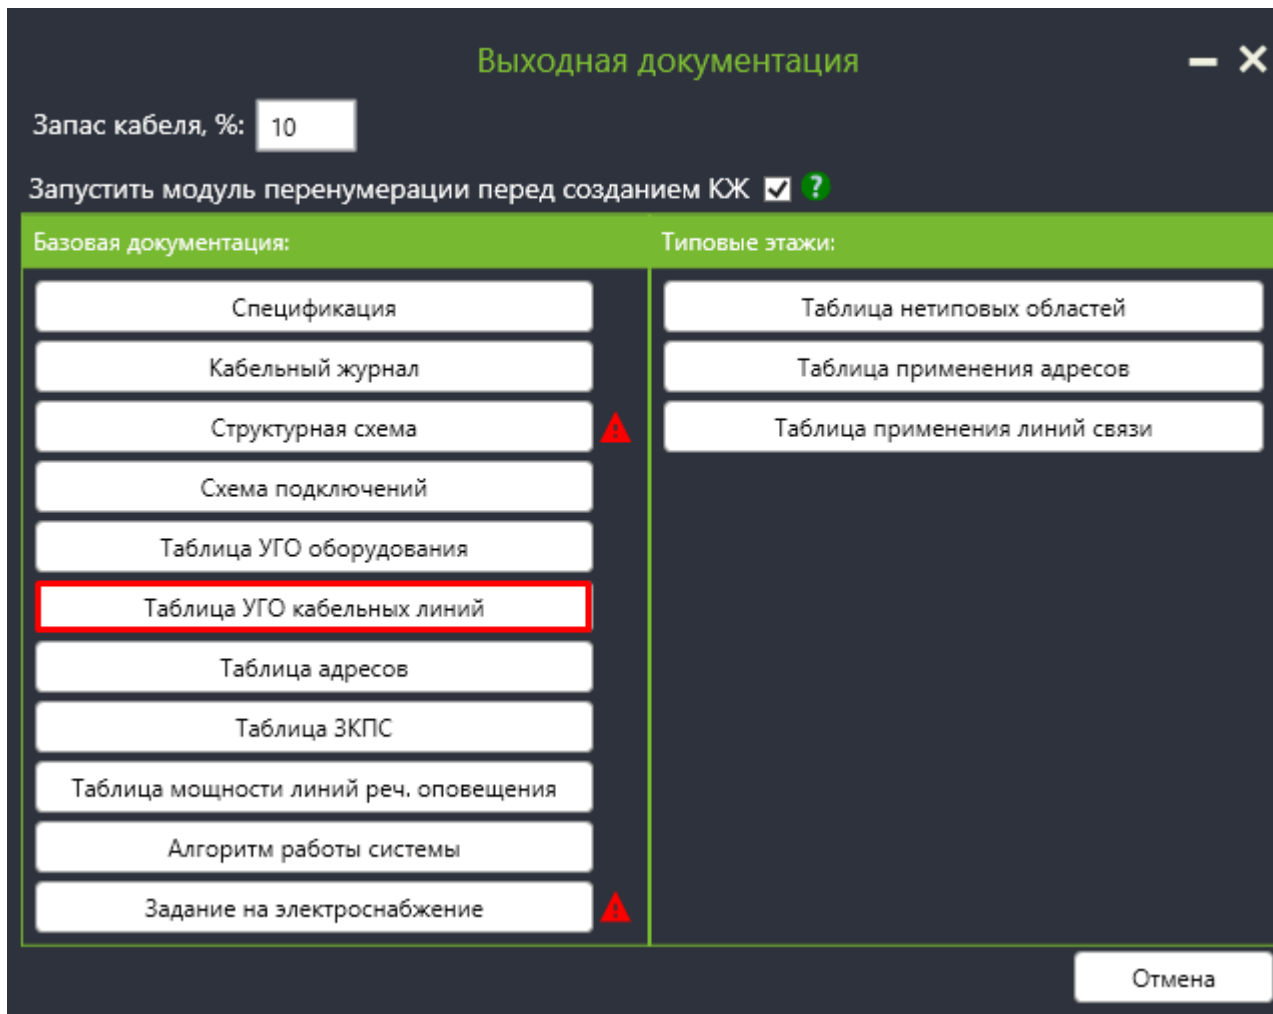 Выходная документация
Запас кабеля, %: 10
Запустить модуль перенумерации перед созданием КЖ ?
Базовая документация:
Спецификация
Кабельный журнал
Структурная схема
Схема подключений
Таблица УГО оборудования
Таблица УГО кабельных линий
Таблица адресов
Таблица ЗКПС
Таблица мощности линий реч. оповещения
Алгоритм работы системы
Задание на электроснабжение
Типовые этажи:
Таблица нетиповых областей
Таблица применения адресов
Таблица применения линий связи
Отмена